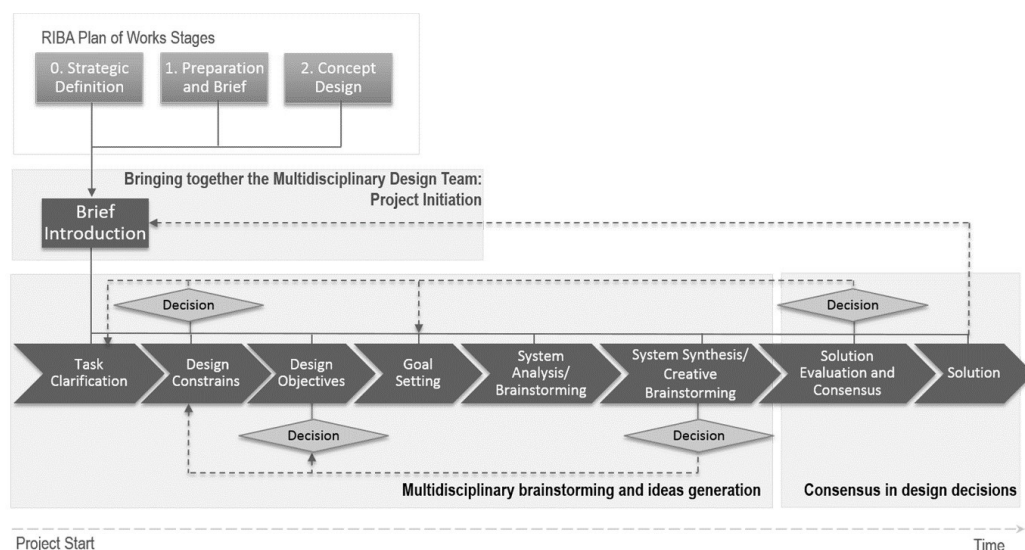 RIBA Plan of Works Stages
0. Strategic
Definition
1. Preparation
and Brief
2. Concept
Design
Bringing together the Multidisciplinary Design Team:
Project Initiation
Brief
Introduction
Decision
Decision
Task
Clarification
Design
Constrains
Design
Objectives
Goal
Setting
System
Analysis/
Brainstorming
System Synthesis/
Creative
Brainstorming
Solution
Evaluation and
Consensus
Solution
Decision
Decision
Multidisciplinary brainstorming and ideas generation
Consensus in design decisions
Project Start
Time